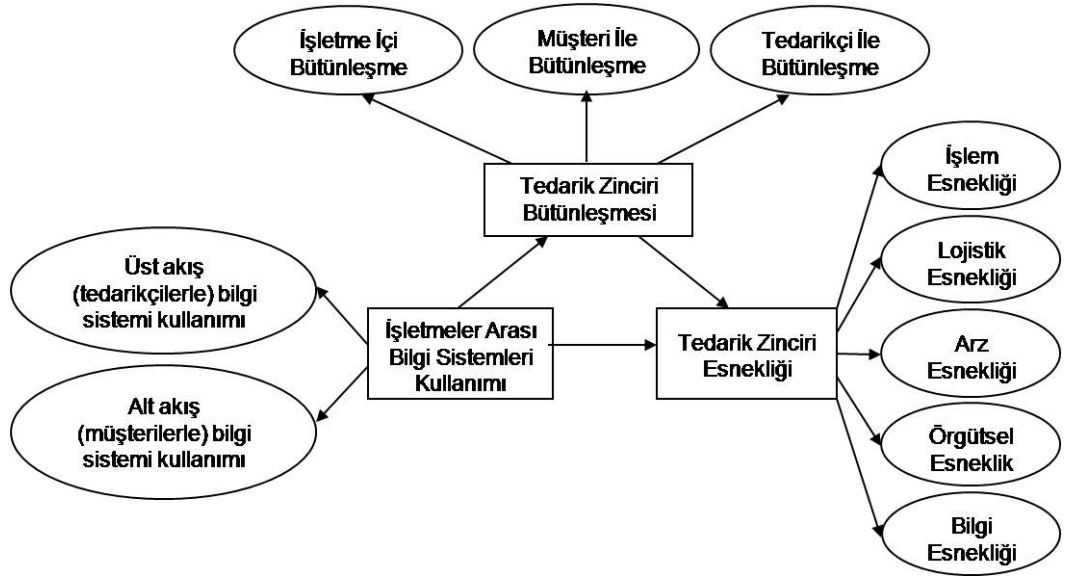 İşletme İçi
Bütünleşme
Müşteri İle
Bütünleşme
Tedarikçi İle
Bütünleşme
Tedarik Zinciri
Bütünleşmesi
İşlem
Esnekliği
Lojistik
Esnekliği
Üst akış
(tedarikçilerle) bilgi
sistemi kullanımı
İşletmeler Arası
Bilgi Sistemleri
Kullanımı
Tedarik Zinciri
Esnekliği
Arz
Esnekliği
Alt akış
(müşterilerle) bilgi
sistemi kullanımı
Örgütsel
Esneklik
Bilgi
Esnekliği